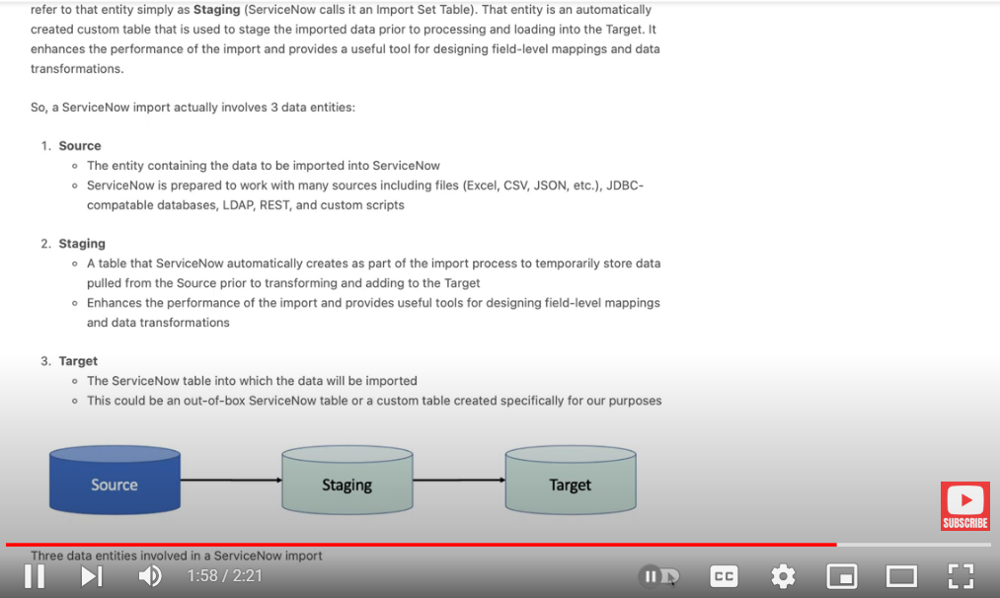 refer to that entity simply as Staging (ServiceNow calls it an Import Set Table). That entity is an automatically
created custom table that is used to stage the imported data prior to processing and loading into the Target. It
enhances the performance of the import and provides a useful tool for designing field-level mappings and data
transformations.
So, a ServiceNow import actually involves 3 data entities:
1. Source
The entity containing the data to be imported into ServiceNow
ServiceNow is prepared to work with many sources including files (Excel, CSV, JSON, etc.), JDBC-
compatable databases, LDAP, REST, and custom scripts
2. Staging
A table that ServiceNow automatically creates as part of the import process to temporarily store data
pulled from the Source prior to transforming and adding to the Target
Enhances the performance of the import and provides useful tools for designing field-level mappings
and data transformations
3. Target
The ServiceNow table into which the data will be imported
This could be an out-of-box ServiceNow table or a custom table created specifically for our purposes
Source Staging Target
SUBSCRIBE
Three data entities involved in a ServiceNow import
1:58 / 2:21 CC